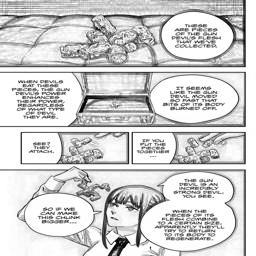 THESE
ARE PIECES
OF THE GUN
DEVIL'S FLESH
THAT WE'VE
COLLECTED.
IT SEEMS
LIKE THE GUN
DEVIL MOVED
SO FAST THAT
BITS OF ITS BODY
BURNED OFF.
WHEN DEVILS
EAT THESE
PIECES, THE GUN
DEVIL'S POWER
ENHANCES
THEIR POWER,
REGARDLESS
OF WHAT TYPE
OF DEVIL
THEY ARE.
IF YOU
PUT THE
PIECES
TOGETHER
SEE?
THEY
ATTACH.
THE GUN
DEVIL IS AN
INCREDIBLY
STRONG DEVIL,
YOU SEE.
WHEN THE
PIECES OF
ITS FLESH
COMBINE TO
A CERTAIN SIZE,
APPARENTLY THEY'LL
TRY TO RETURN
TO ITS BODY TO
REGENERATE.
SO IF WE
CAN MAKE
THIS CHUNK
BIGGER...